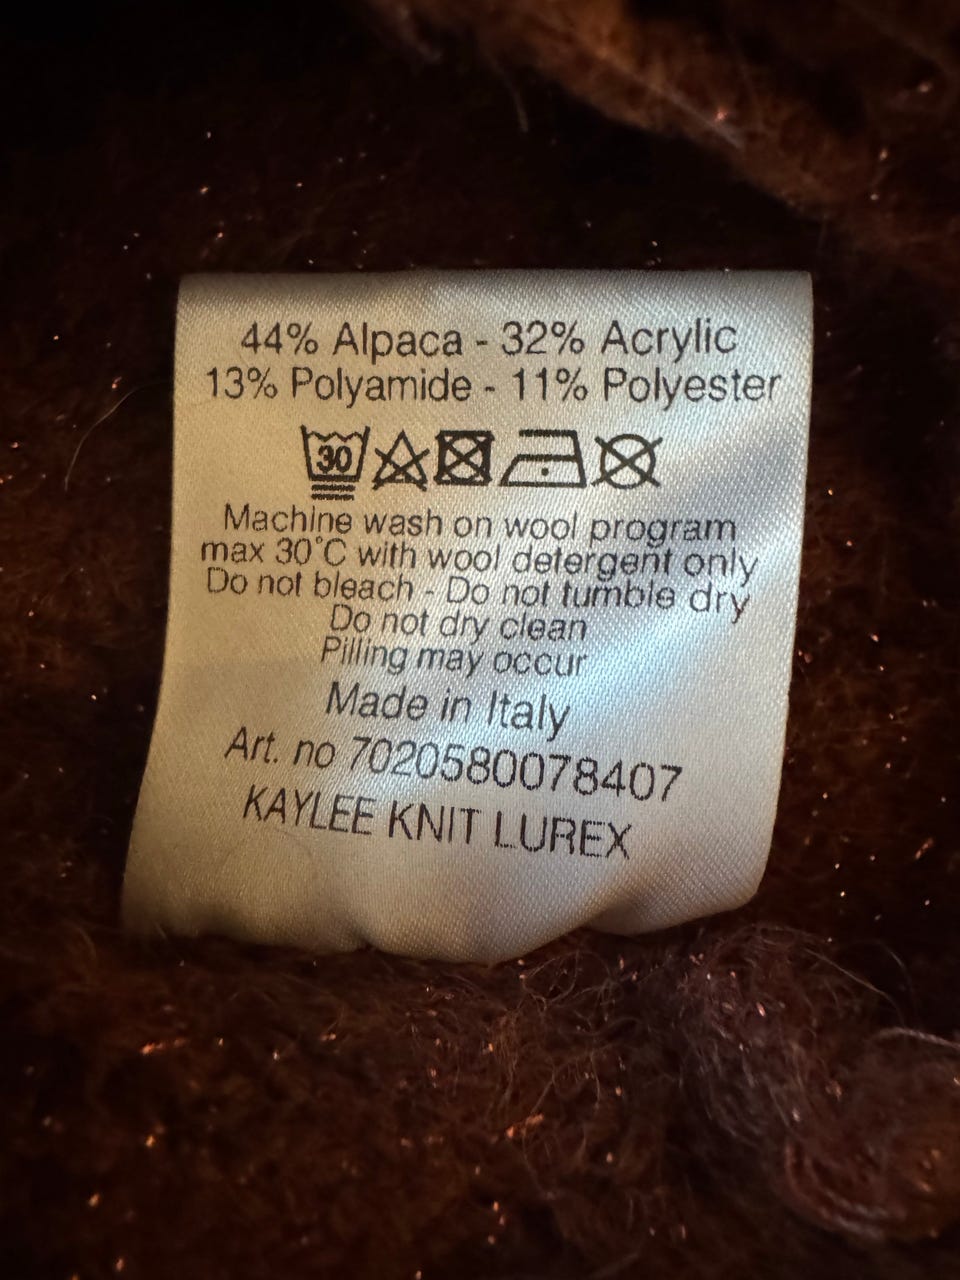 44% Alpaca - 32% Acrylic
13% Polyamide - 11% Polyester
30
Machine wash on wool program
max 30°C with wool detergent only
Do not bleach - Do not tumble dry
Do not dry clean
Pilling may occur
Made in Italy
Art. no 7020580078407
KAYLEE KNIT LUREX